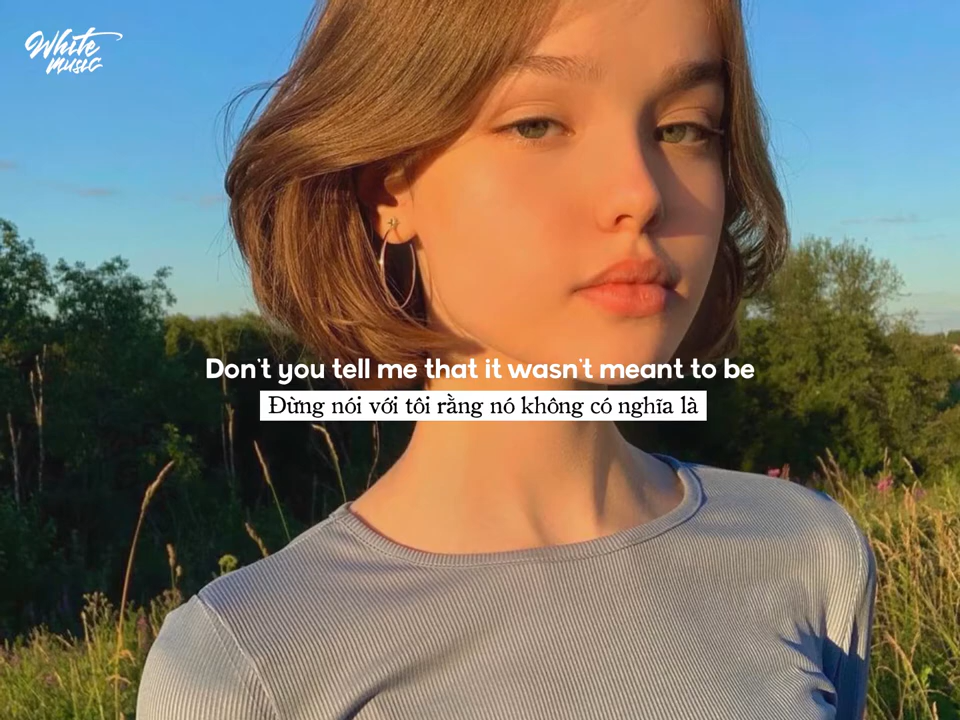 White
MUSIC
Don't you tell me that it wasn't meant to be
Đừng nói với tôi rằng nó không có nghĩa là